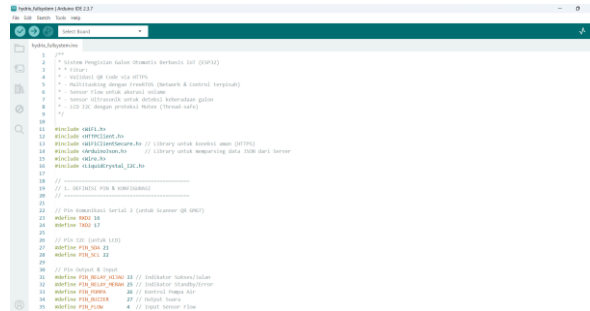 hydrix_fullsystem | Arduino IDE 2.3.7
File Edit Sketch Tools Help
Select Board
hydrix_fullsystem.ino
1 /**
2 * Sistem Pengisian Galon Otomatis Berbasis IoT (ESP32)
3 * * Fitur:
4 * - Validasi QR Code via HTTPS
5 * - Multitasking dengan FreeRTOS (Network & Control terpisah)
6 * - Sensor Flow untuk akurasi volume
7 * - Sensor Ultrasonik untuk deteksi keberadaan galon
8 * - LCD I2C dengan proteksi Mutex (Thread-safe)
9 */
10
11 #include <WiFi.h>
12 #include <HTTPClient.h>
13 #include <WiFiClientSecure.h> // Library untuk koneksi aman (HTTPS)
14 #include <ArduinoJson.h> // Library untuk memparsing data JSON dari Server
15 #include <Wire.h>
16 #include <LiquidCrystal_I2C.h>
17
18 // ========================================
19 // 1. DEFINISI PIN & KONFIGURASI
20 // ========================================
21
22 // Pin Komunikasi Serial 2 (untuk Scanner QR GM67)
23 #define RXD2 16
24 #define TXD2 17
25
26 // Pin I2C (untuk LCD)
27 #define PIN_SDA 21
28 #define PIN_SCL 22
29
30 // Pin Output & Input
31 #define PIN_RELAY_HIJAU 33 // Indikator Sukses/Jalan
32 #define PIN_RELAY_MERAH 25 // Indikator Standby/Error
33 #define PIN_POMPA 26 // Kontrol Pompa Air
34 #define PIN_BUZZER 27 // Output Suara
35 #define PIN_FLOW 4 // Input Sensor Flow